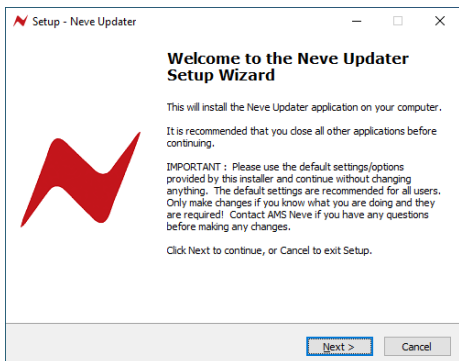 Setup - Neve Updater
Welcome to the Neve Updater
Setup Wizard
This will install the Neve Updater application on your computer.
It is recommended that you close all other applications before
continuing.
IMPORTANT :  Please use the default settings/options
provided by this installer and continue without changing
anything.  The default settings are recommended for all users.
Only make changes if you know what you are doing and they
are required!  Contact AMS Neve if you have any questions
before making any changes.
Click Next to continue, or Cancel to exit Setup.
Next >
Cancel